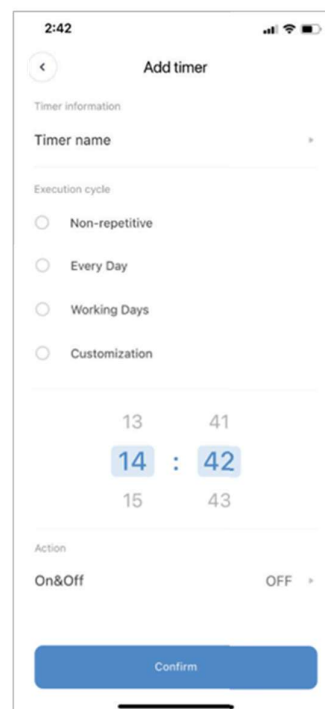 2:42
Add timer
Timer information
Timer name
Execution cycle
Non-repetitive
Every Day
Working Days
Customization
13 41
14 : 42
15 43
Action
On&Off OFF
Confirm